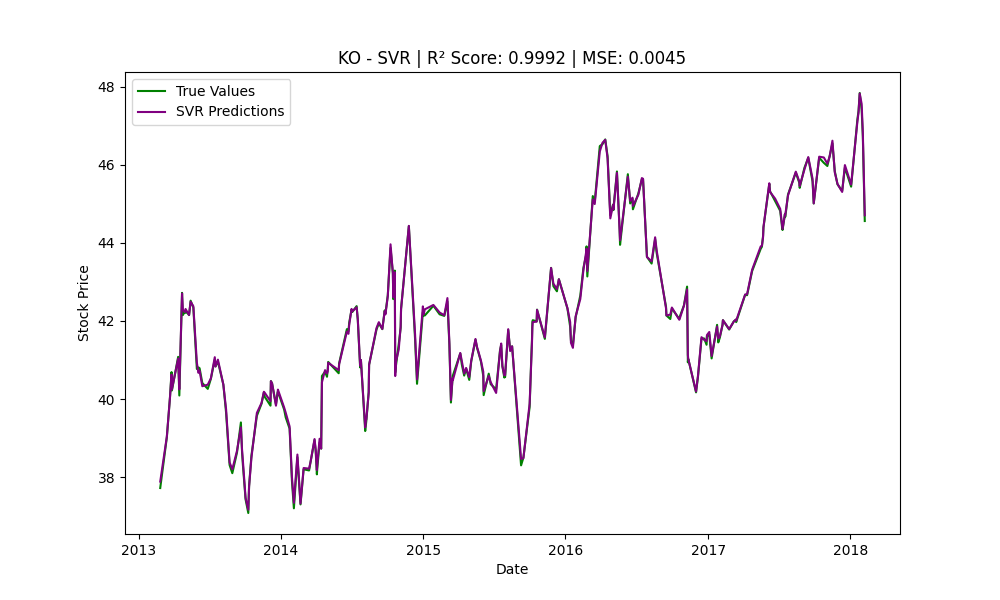 KO - SVR | R² Score: 0.9992 | MSE: 0.0045
True Values
SVR Predictions
48
46
44
42
40
38
Stock Price
2013 2014 2015 2016 2017 2018
Date